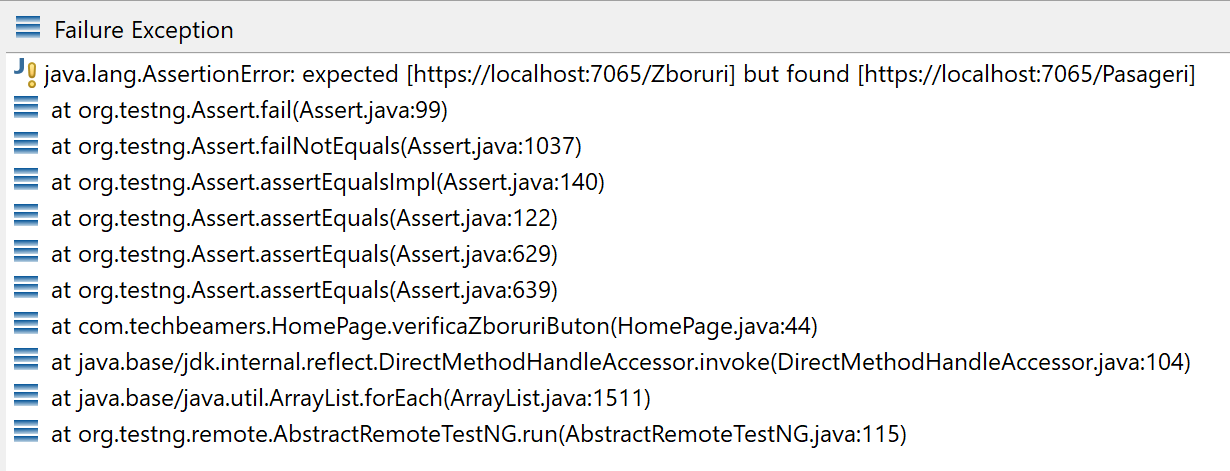 Failure Exception
java.lang.AssertionError: expected [https://localhost:7065/Zboruri] but found [https://localhost:7065/Pasageri]
at org.testng.Assert.fail(Assert.java:99)
at org.testng.Assert.failNotEquals(Assert.java:1037)
at org.testng.Assert.assertEqualsImpl(Assert.java:140)
at org.testng.Assert.assertEquals(Assert.java:122)
at org.testng.Assert.assertEquals(Assert.java:629)
at org.testng.Assert.assertEquals(Assert.java:639)
at com.techbeamers.HomePage.verificaZboruriButon(HomePage.java:44)
at java.base/jdk.internal.reflect.DirectMethodHandleAccessor.invoke(DirectMethodHandleAccessor.java:104)
at java.base/java.util.ArrayList.forEach(ArrayList.java:1511)
at org.testng.remote.AbstractRemoteTestNG.run(AbstractRemoteTestNG.java:115)